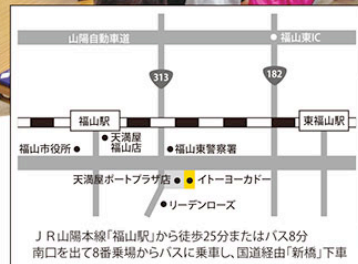 山陽自動車道
福山東IC
313
182
福山駅
東福山駅
天満屋
福山店
福山市役所
福山東警察署
天満屋ポートプラザ店
イトーヨーカドー
リーデンローズ
JR山陽本線「福山駅」から徒歩25分またはバス8分
南口を出て8番乗場からバスに乗車し、国道経由「新橋」下車